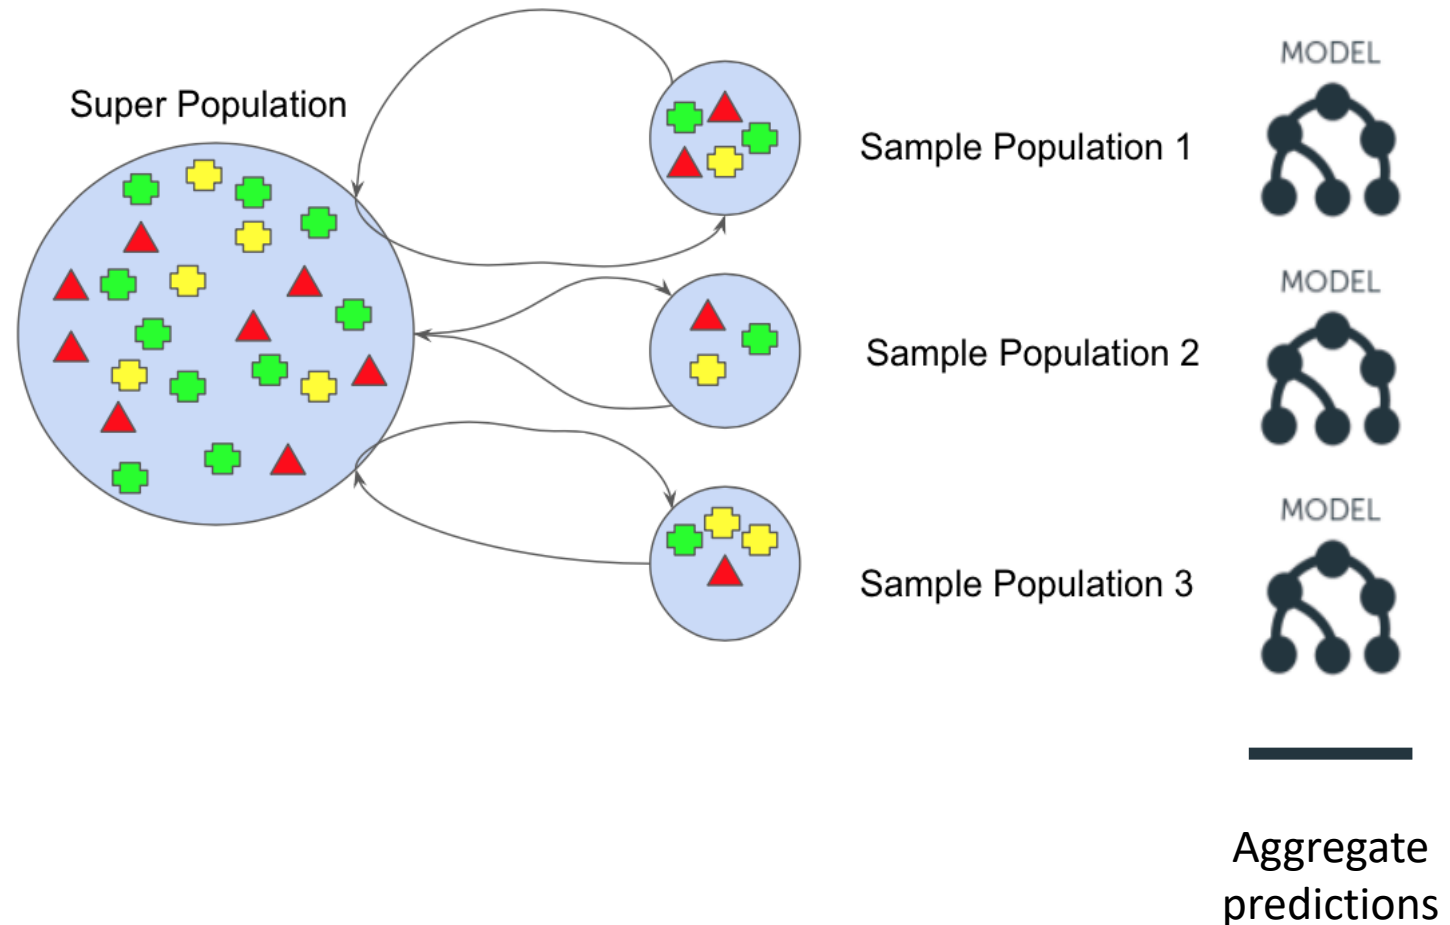 Super Population
Sample Population 1
MODEL
Sample Population 2
MODEL
Sample Population 3
MODEL
Aggregate
predictions